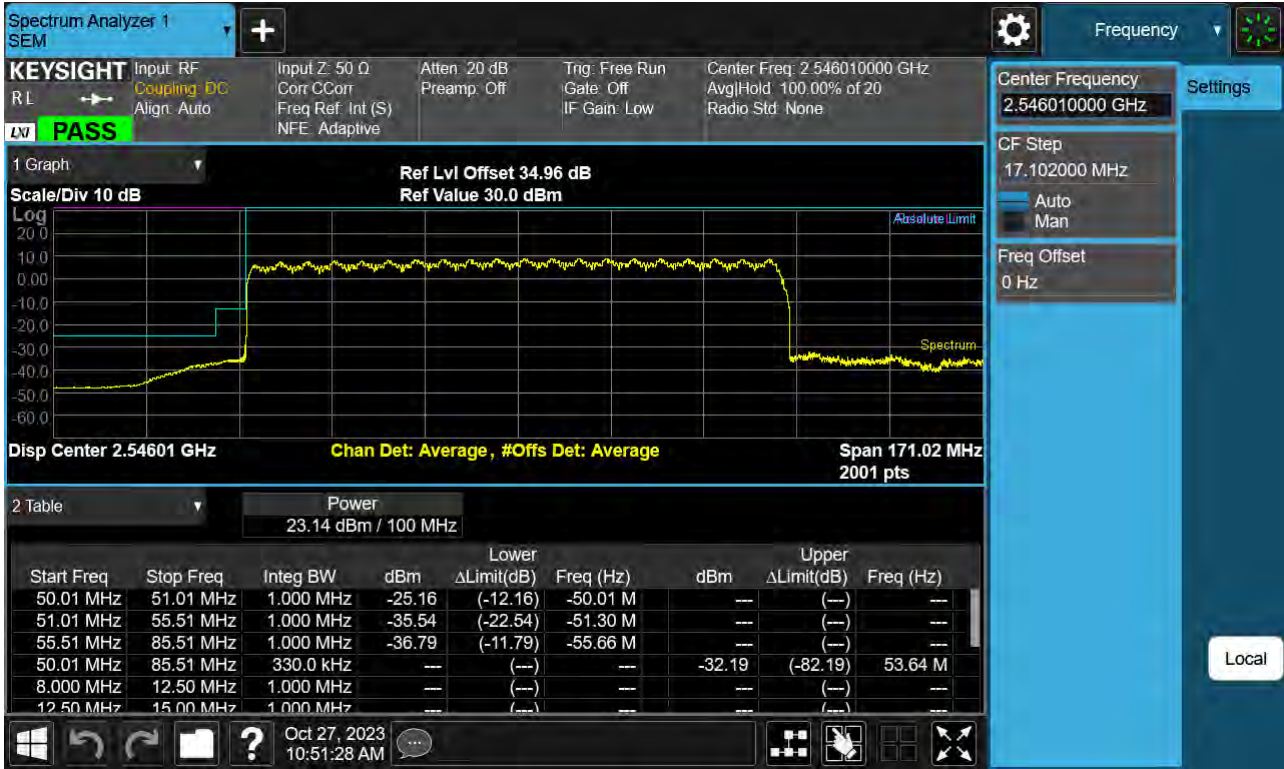 Spectrum Analyzer 1
SEM
+
Frequency
KEYSIGHT
R L
LXI
PASS
Input: RF
Coupling: DC
Align: Auto
Input Z: 50 Ω
Corr CCorr
Freq Ref: Int (S)
NFE: Adaptive
Atten: 20 dB
Preamp: Off
Trig: Free Run
Gate: Off
IF Gain: Low
Center Freq: 2.546010000 GHz
Avg|Hold: 100.00% of 20
Radio Std: None
Center Frequency
2.546010000 GHz
Settings
CF Step
17.102000 MHz
Auto
Man
Freq Offset
0 Hz
Local
1 Graph
Scale/Div 10 dB
Ref Lvl Offset 34.96 dB
Ref Value 30.0 dBm
Log
20.0
10.0
0.00
-10.0
-20.0
-30.0
-40.0
-50.0
-60.0
Absolute Limit
Spectrum
Disp Center 2.54601 GHz
Chan Det: Average, #Offs Det: Average
Span 171.02 MHz
2001 pts
2 Table
Power
23.14 dBm / 100 MHz
Lower Upper
Start Freq Stop Freq Integ BW dBm ΔLimit(dB) Freq (Hz) dBm ΔLimit(dB) Freq (Hz)
50.01 MHz 51.01 MHz 1.000 MHz -25.16 (-12.16) -50.01 M --- (---) ---
51.01 MHz 55.51 MHz 1.000 MHz -35.54 (-22.54) -51.30 M --- (---) ---
55.51 MHz 85.51 MHz 1.000 MHz -36.79 (-11.79) -55.66 M --- (---) ---
50.01 MHz 85.51 MHz 330.0 kHz --- (---) --- -32.19 (-82.19) 53.64 M
8.000 MHz 12.50 MHz 1.000 MHz --- (---) --- --- (---) ---
12.50 MHz 15.00 MHz 1.000 MHz --- (---) --- --- (---) ---
?
Oct 27, 2023
10:51:28 AM